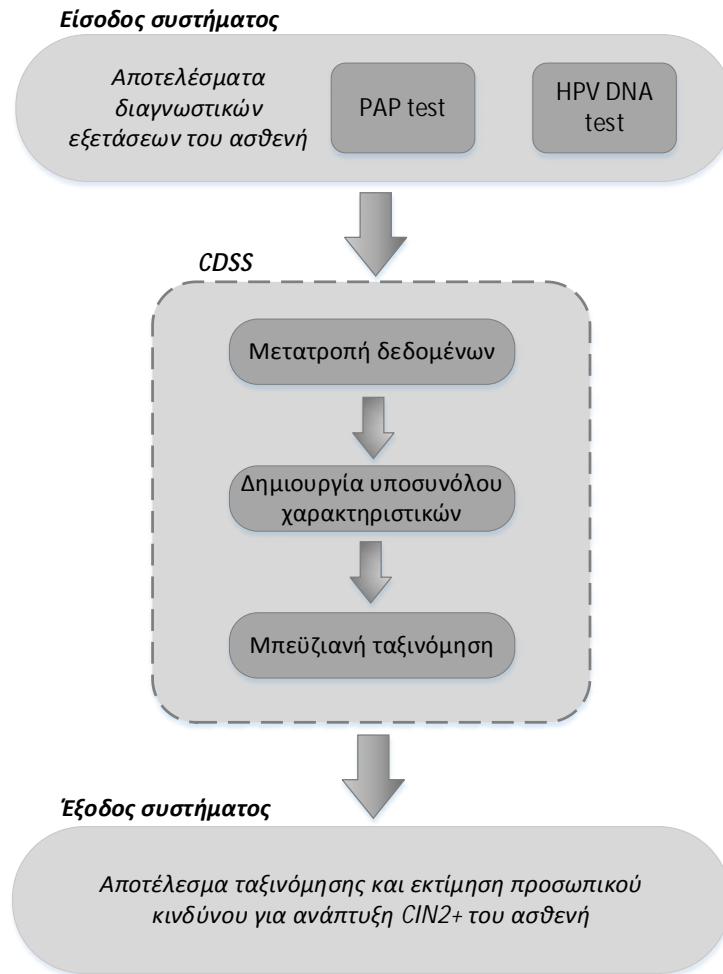 Είσοδος συστήματος
Αποτελέσματα
διαγνωστικών
εξετάσεων του ασθενή
PAP test
HPV DNA
test
CDSS
Μετατροπή δεδομένων
Δημιουργία υποσυνόλου
χαρακτηριστικών
Μπεϋζιανή ταξινόμηση
Έξοδος συστήματος
Αποτέλεσμα ταξινόμησης και εκτίμηση προσωπικού
κινδύνου για ανάπτυξη CIN2+ του ασθενή